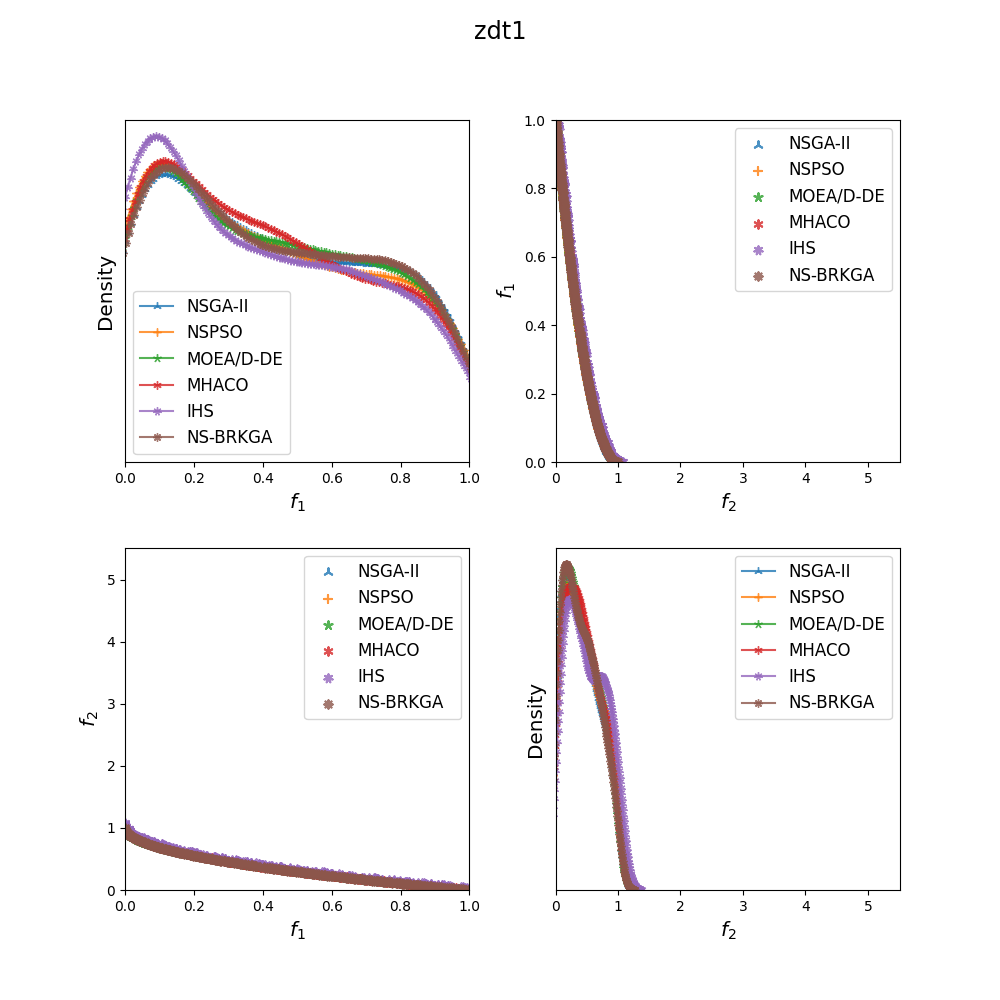 zdt1
Density
NSGA-II
NSPSO
MOEA/D-DE
MHACO
IHS
NS-BRKGA
0.0 0.2 0.4 0.6 0.8 1.0
f1
f1
1.0
0.8
0.6
0.4
0.2
0.0
NSGA-II
NSPSO
MOEA/D-DE
MHACO
IHS
NS-BRKGA
0 1 2 3 4 5
f2
f2
5
4
3
2
1
0
NSGA-II
NSPSO
MOEA/D-DE
MHACO
IHS
NS-BRKGA
0.0 0.2 0.4 0.6 0.8 1.0
f1
Density
NSGA-II
NSPSO
MOEA/D-DE
MHACO
IHS
NS-BRKGA
0 1 2 3 4 5
f2